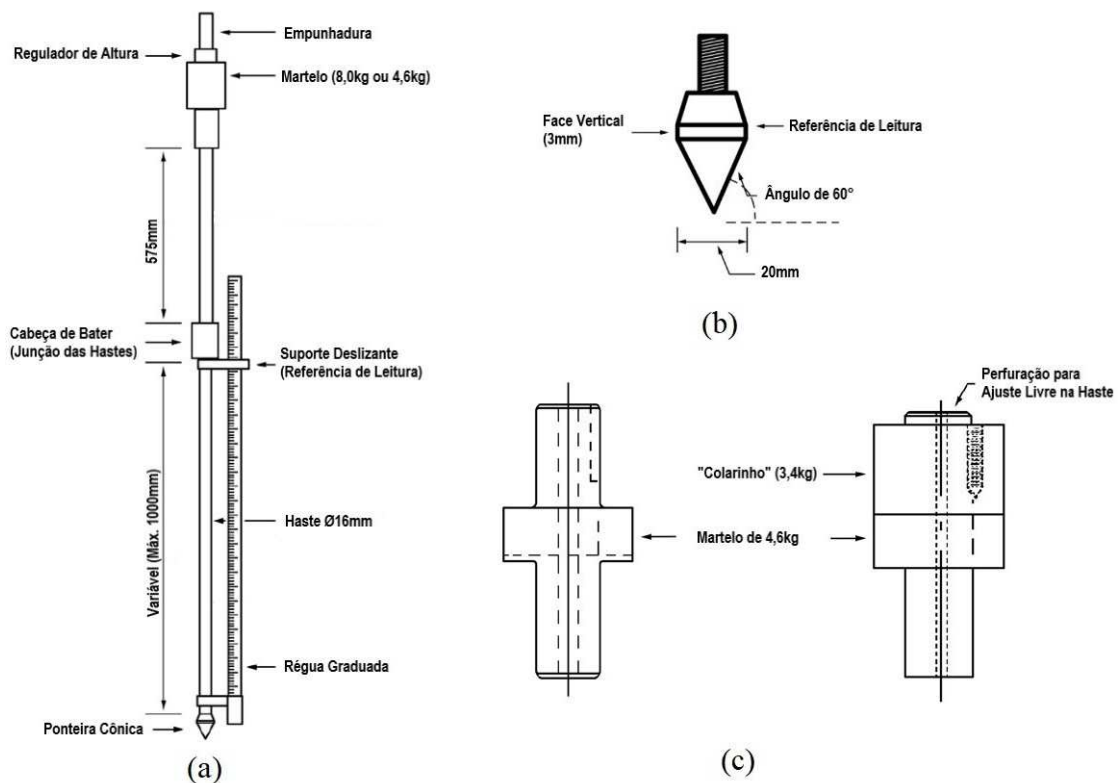 Empunhadura
Regulador de Altura
Martelo (8,0kg ou 4,6kg)
575mm
Cabeça de Bater
(Junção das Hastes)
Suporte Deslizante
(Referência de Leitura)
Variável (Máx. 1000mm)
Haste Ø16mm
Régua Graduada
Ponteira Cônica
(a)
Face Vertical
(3mm)
Referência de Leitura
Ângulo de 60°
20mm
(b)
Perfuração para
Ajuste Livre na Haste
"Colarinho" (3,4kg)
Martelo de 4,6kg
(c)